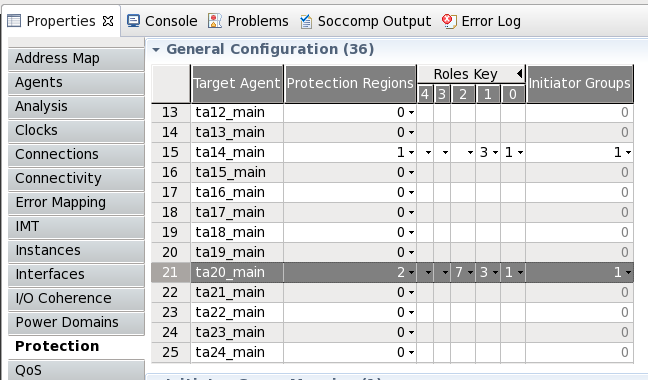 Properties Console Problems Soccomp Output Error Log
Address Map
Agents
Analysis
Clocks
Connections
Connectivity
Error Mapping
IMT
Instances
Interfaces
I/O Coherence
Power Domains
Protection
QoS
General Configuration (36)
Target Agent Protection Regions Roles Key Initiator Groups
4 3 2 1 0
13 ta12_main 0 0
14 ta13_main 0 0
15 ta14_main 1 3 1 1
16 ta15_main 0 0
17 ta16_main 0 0
18 ta17_main 0 0
19 ta18_main 0 0
20 ta19_main 0 0
21 ta20_main 2 7 3 1 1
22 ta21_main 0 0
23 ta22_main 0 0
24 ta23_main 0 0
25 ta24_main 0 0